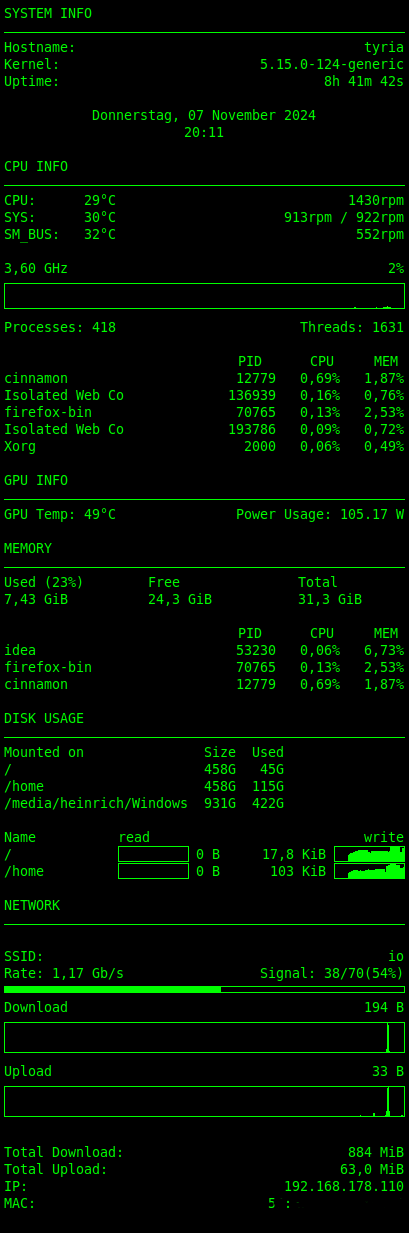 SYSTEM INFO
Hostname: tyria
Kernel: 5.15.0-124-generic
Uptime: 8h 41m 42s
Donnerstag, 07 November 2024
20:11
CPU INFO
CPU: 29°C 1430rpm
SYS: 30°C 913rpm / 922rpm
SM_BUS: 32°C 552rpm
3,60 GHz 2%
Processes: 418 Threads: 1631
PID CPU MEM
cinnamon 12779 0,69% 1,87%
Isolated Web Co 136939 0,16% 0,76%
firefox-bin 70765 0,13% 2,53%
Isolated Web Co 193786 0,09% 0,72%
Xorg 2000 0,06% 0,49%
GPU INFO
GPU Temp: 49°C Power Usage: 105.17 W
MEMORY
Used (23%) Free Total
7,43 GiB 24,3 GiB 31,3 GiB
PID CPU MEM
idea 53230 0,06% 6,73%
firefox-bin 70765 0,13% 2,53%
cinnamon 12779 0,69% 1,87%
DISK USAGE
Mounted on Size Used
/ 458G 45G
/home 458G 115G
/media/heinrich/Windows 931G 422G
Name read write
/ 0 B 17,8 KiB
/home 0 B 103 KiB
NETWORK
SSID: io
Rate: 1,17 Gb/s Signal: 38/70(54%)
Download 194 B
Upload 33 B
Total Download: 884 MiB
Total Upload: 63,0 MiB
IP: 192.168.178.110
MAC: 5 :